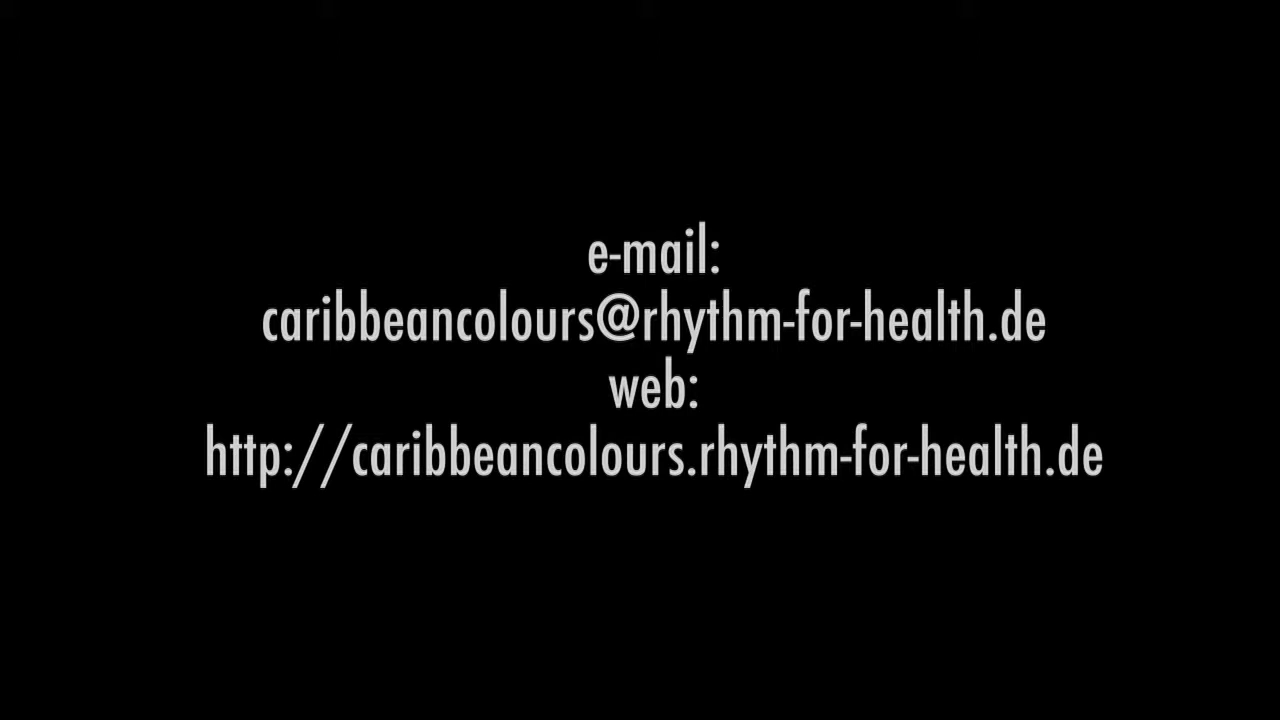 e-mail:
caribbeancolours@rhythm-for-health.de
web:
http://caribbeancolours.rhythm-for-health.de